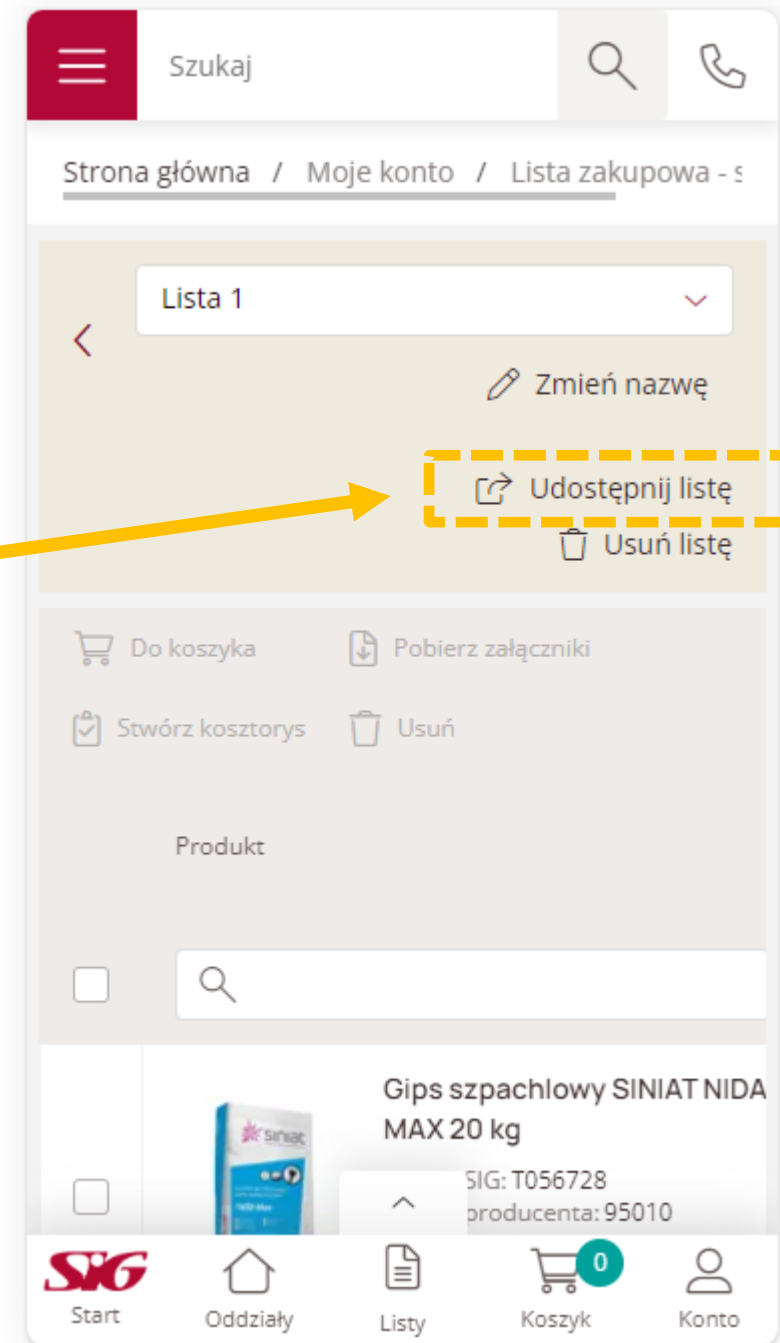 Szukaj
Strona główna / Moje konto / Lista zakupowa - s
Lista 1
Zmień nazwę
Udostępnij listę
Usuń listę
Do koszyka
Pobierz załączniki
Stwórz kosztorys
Usuń
Produkt
Gips szpachlowy SINIAT NIDA
MAX 20 kg
siniat
SIG: T056728
producenta: 95010
SIG
0
Start
Oddziały
Listy
Koszyk
Konto